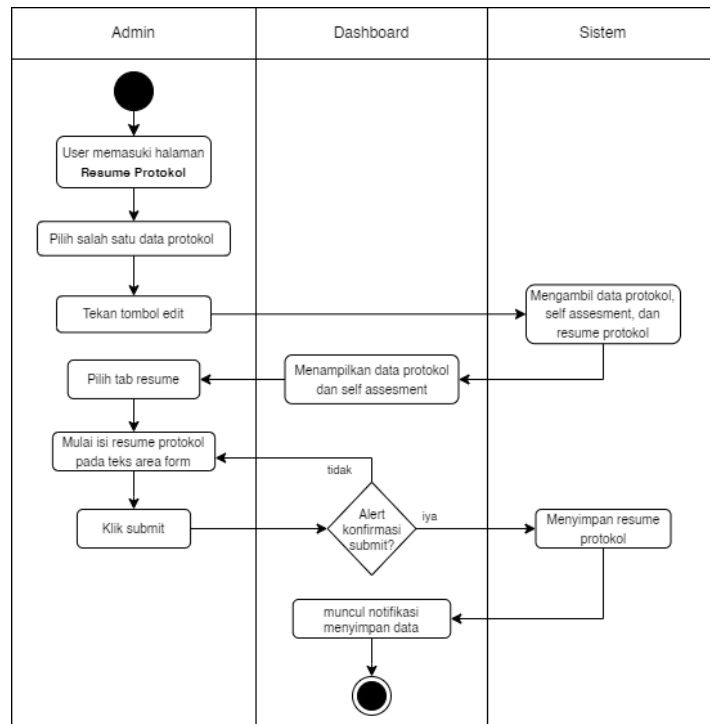 Admin
Dashboard
Sistem
User memasuki halaman
Resume Protokol
Pilih salah satu data protokol
Tekan tombol edit
Mengambil data protokol,
self assesment, dan
resume protokol
Menampilkan data protokol
dan self assesment
Pilih tab resume
Mulai isi resume protokol
pada teks area form
tidak
Klik submit
Alert
konfirmasi
submit?
iya
Menyimpan resume
protokol
muncul notifikasi
menyimpan data